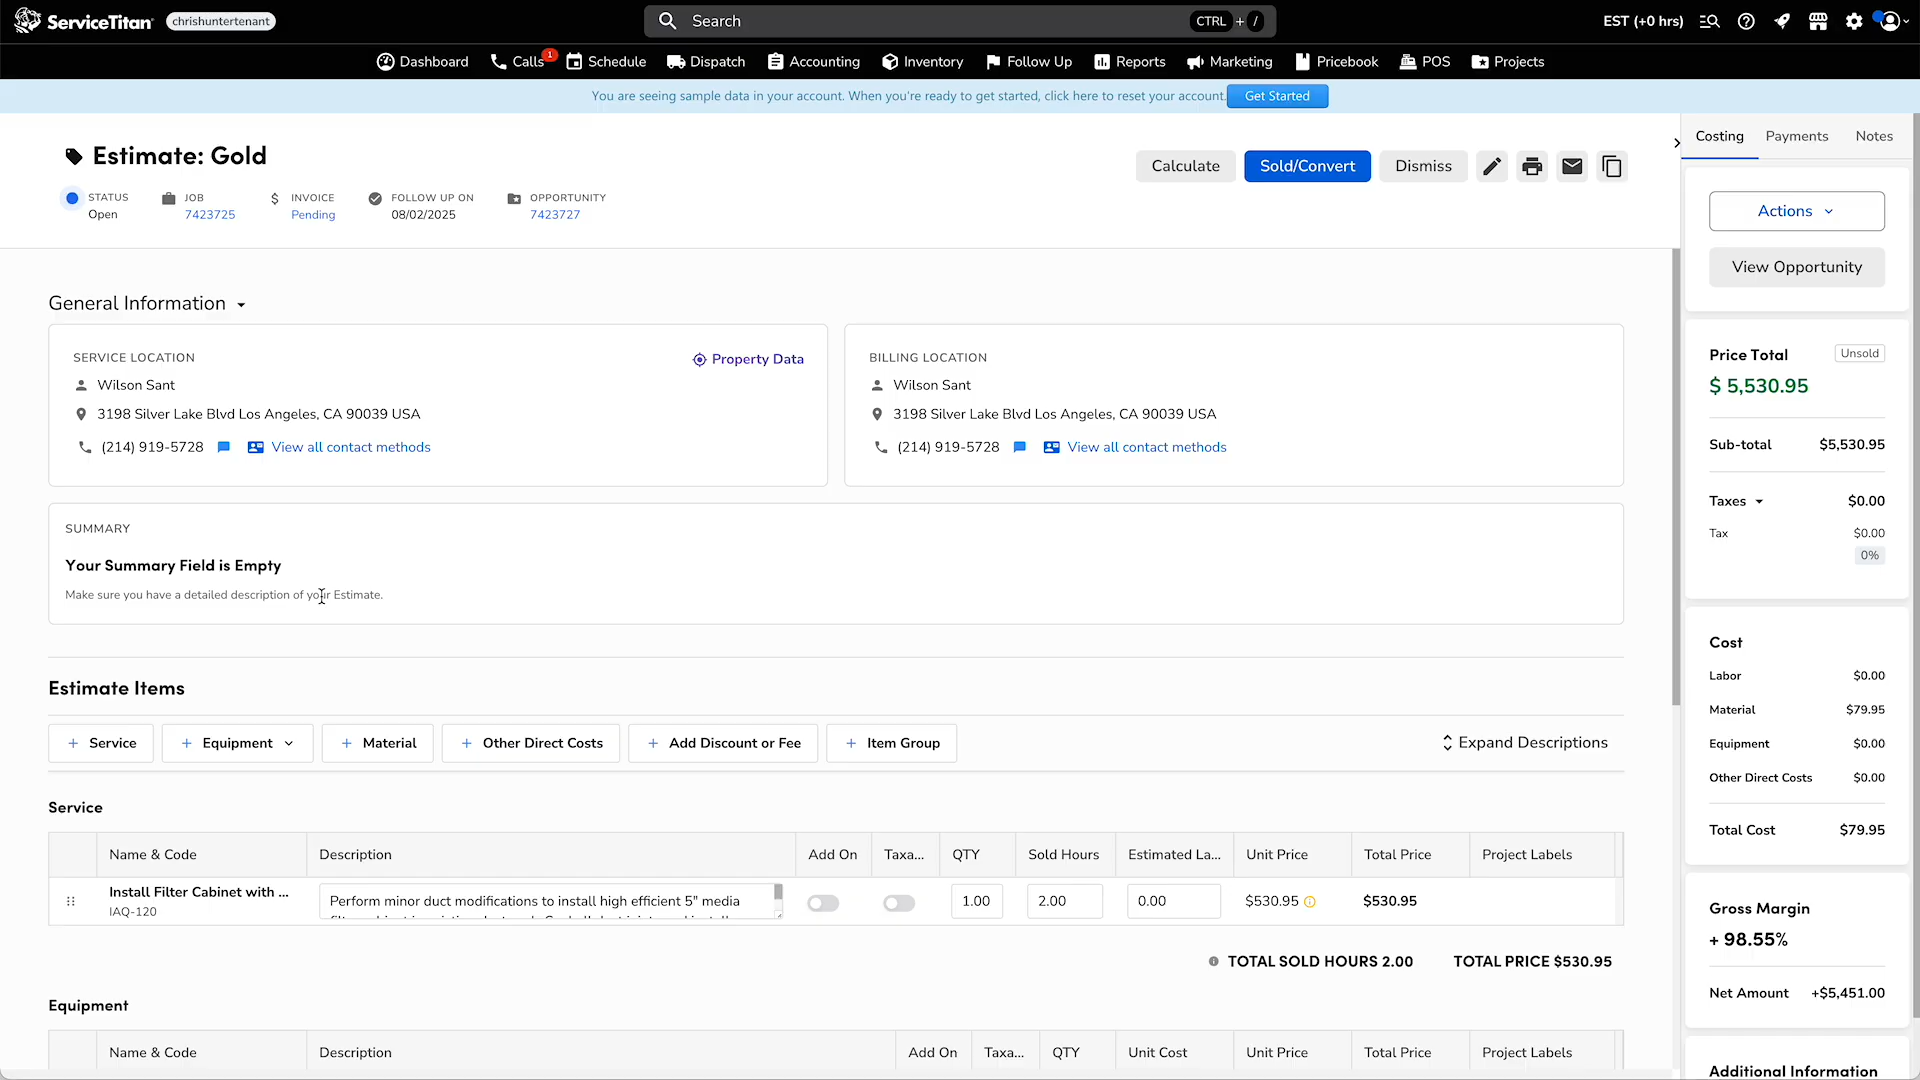 ServiceTitan chrishuntertenant Search CTRL + / EST (+0 hrs)
Dashboard Calls 1 Schedule Dispatch Accounting Inventory Follow Up Reports Marketing Pricebook POS Projects
You are seeing sample data in your account. When you're ready to get started, click here to reset your account. Get Started
Estimate: Gold
Calculate Sold/Convert Dismiss
STATUS JOB INVOICE FOLLOW UP ON OPPORTUNITY
Open 7423725 Pending 08/02/2025 7423727
General Information
SERVICE LOCATION Property Data
Wilson Sant
3198 Silver Lake Blvd Los Angeles, CA 90039 USA
(214) 919-5728 View all contact methods
BILLING LOCATION
Wilson Sant
3198 Silver Lake Blvd Los Angeles, CA 90039 USA
(214) 919-5728 View all contact methods
SUMMARY
Your Summary Field is Empty
Make sure you have a detailed description of your Estimate.
Estimate Items
+ Service + Equipment + Material + Other Direct Costs + Add Discount or Fee + Item Group Expand Descriptions
Service
Name & Code Description Add On Taxa... QTY Sold Hours Estimated La... Unit Price Total Price Project Labels
Install Filter Cabinet with ... Perform minor duct modifications to install high efficient 5" media 1.00 2.00 0.00 $530.95 $530.95
IAQ-120
TOTAL SOLD HOURS 2.00 TOTAL PRICE $530.95
Equipment
Name & Code Description Add On Taxa... QTY Unit Cost Unit Price Total Price Project Labels
Costing Payments Notes
Actions
View Opportunity
Price Total Unsold
$ 5,530.95
Sub-total $5,530.95
Taxes $0.00
Tax $0.00
0%
Cost
Labor $0.00
Material $79.95
Equipment $0.00
Other Direct Costs $0.00
Total Cost $79.95
Gross Margin
+ 98.55%
Net Amount +$5,451.00
Additional Information